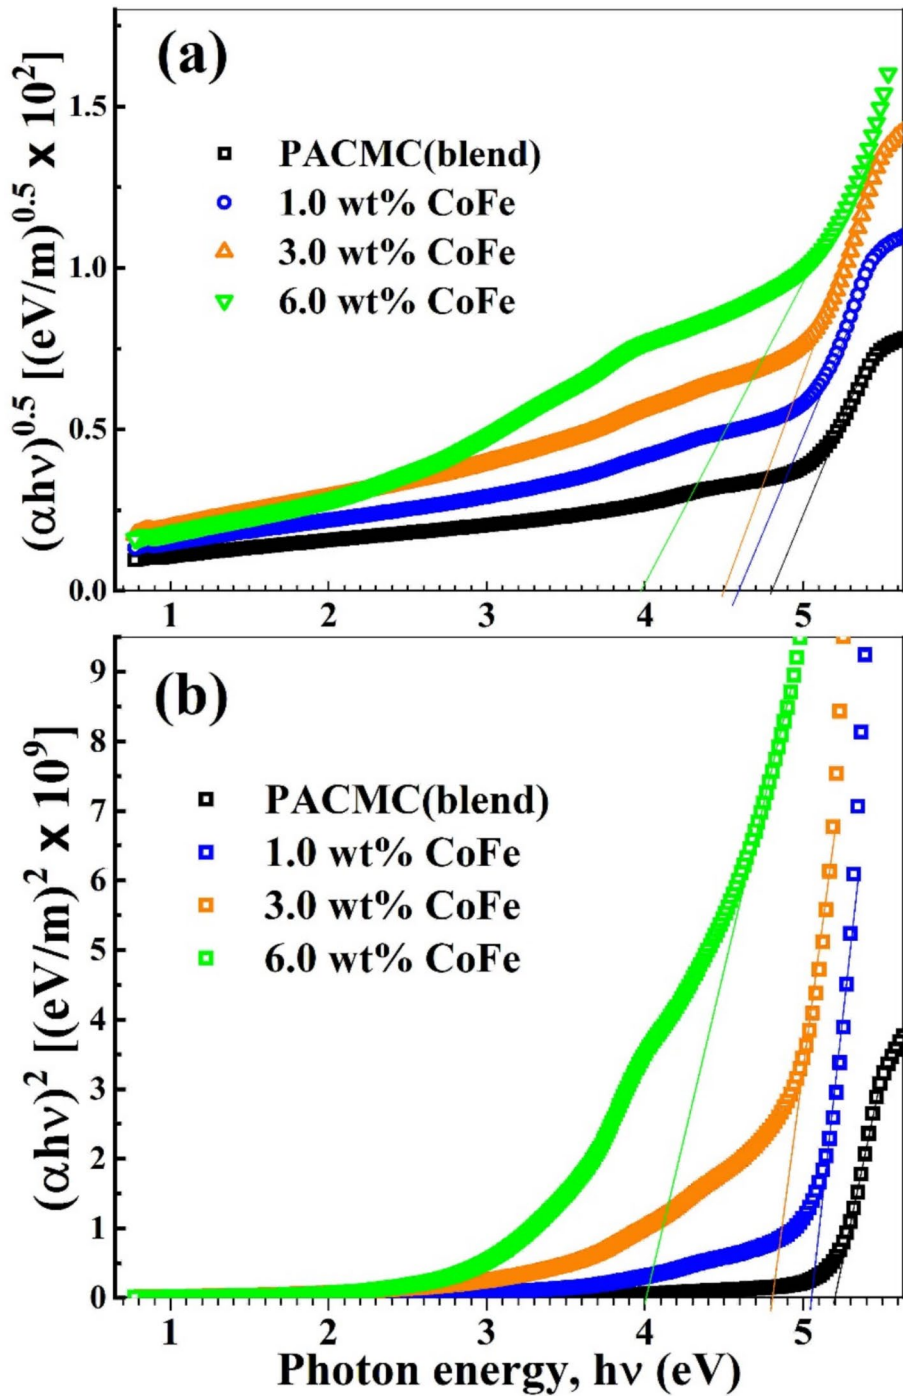 (a)
(αhν)^0.5 [(eV/m)^0.5 x 10^2]
1.5
1.0
0.5
0.0
PACMC(blend)
1.0 wt% CoFe
3.0 wt% CoFe
6.0 wt% CoFe
1 2 3 4 5
(b)
(αhν)^2 [(eV/m)^2 x 10^9]
9
8
7
6
5
4
3
2
1
0
PACMC(blend)
1.0 wt% CoFe
3.0 wt% CoFe
6.0 wt% CoFe
1 2 3 4 5
Photon energy, hν (eV)